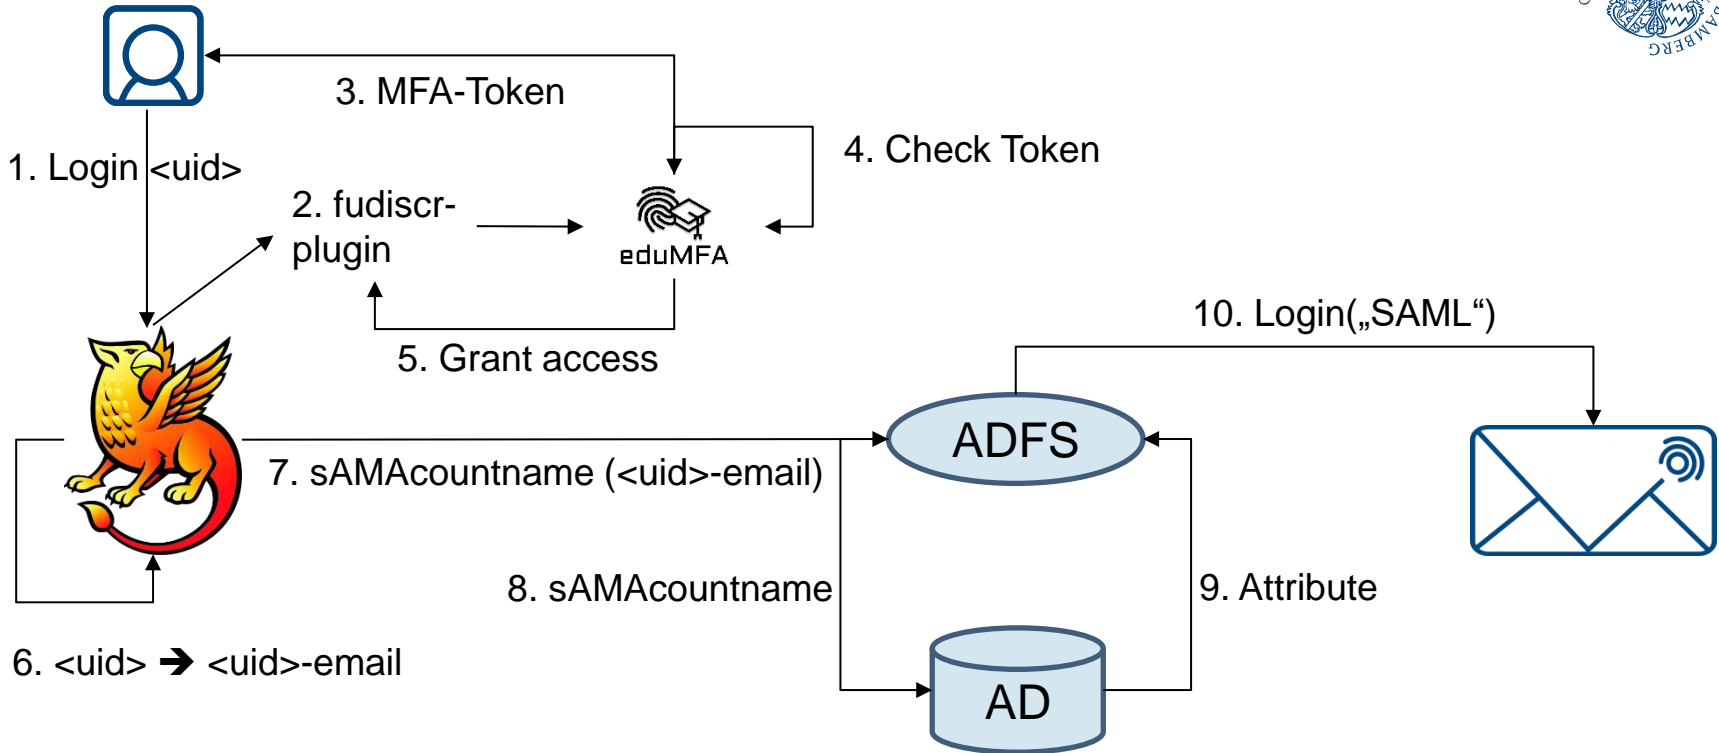 BAMBERG
3. MFA-Token
1. Login <uid>
4. Check Token
2. fudiscr-
plugin
eduMFA
5. Grant access
10. Login(„SAML“)
ADFS
7. sAMAcountname (<uid>-email)
8. sAMAcountname
9. Attribute
6. <uid> ➔ <uid>-email
AD